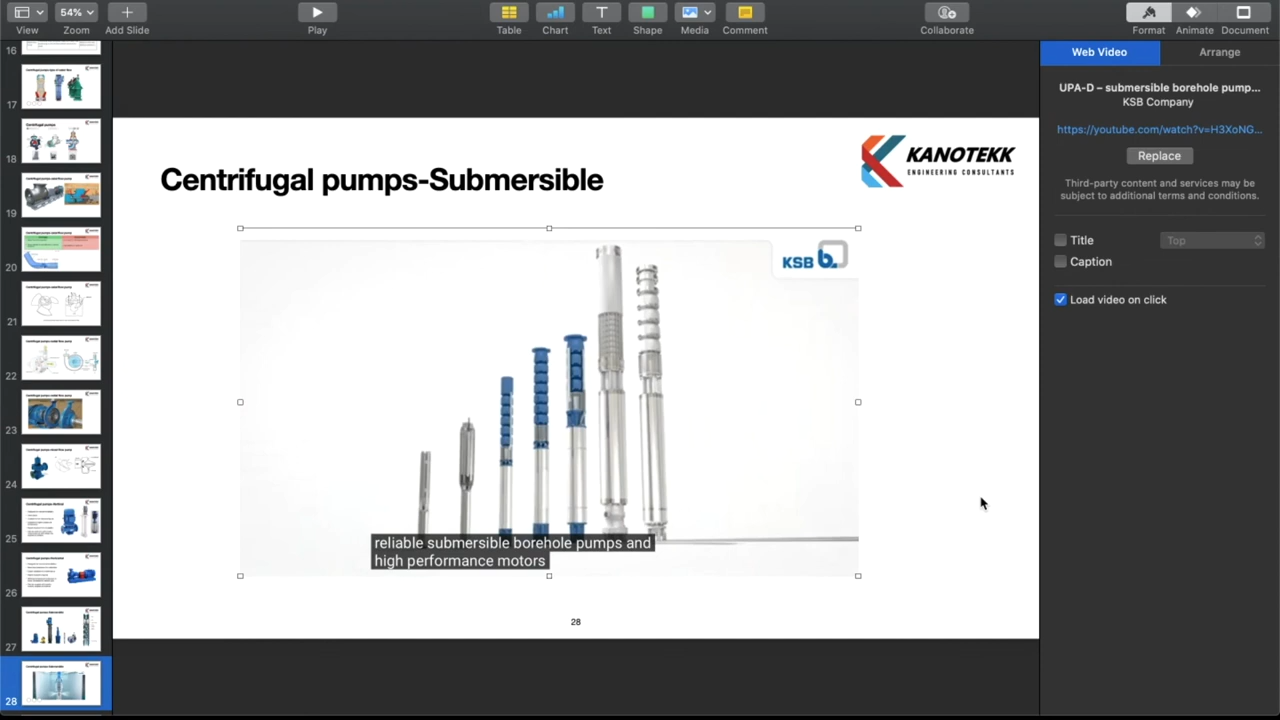 54%
View
Zoom
Add Slide
Play
Table
Chart
Text
Shape
Media
Comment
Collaborate
Format
Animate
Document
Web Video
Arrange
UPA-D – submersible borehole pump...
KSB Company
https://youtube.com/watch?v=H3XoNG...
Replace
Third-party content and services may be
subject to additional terms and conditions.
Title
Top
Caption
Load video on click
16
17
18
19
20
21
22
23
24
25
26
27
28
Centrifugal pumps-Submersible
KANOTEKK
ENGINEERING CONSULTANTS
KSB b
reliable submersible borehole pumps and
high performance motors
28